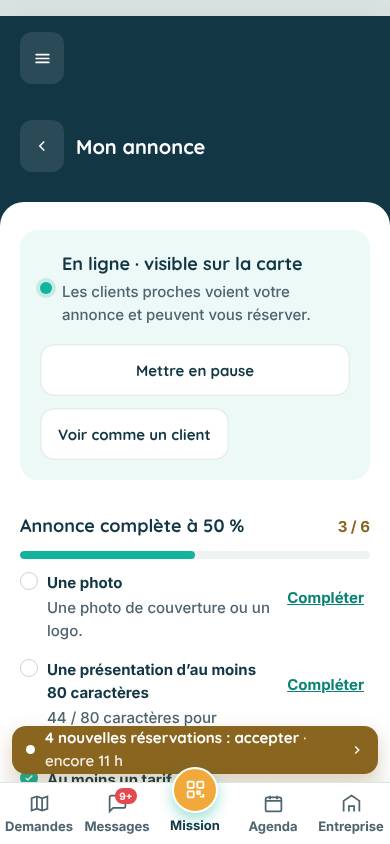 Mon annonce
En ligne · visible sur la carte
Les clients proches voient votre
annonce et peuvent vous réserver.
Mettre en pause
Voir comme un client
Annonce complète à 50 %
3 / 6
Une photo
Une photo de couverture ou un
logo.
Compléter
Une présentation d’au moins
80 caractères
Compléter
44 / 80 caractères pour
4 nouvelles réservations : accepter ·
encore 11 h
Au moins un tarif
9+
Demandes
Messages
Mission
Agenda
Entreprise